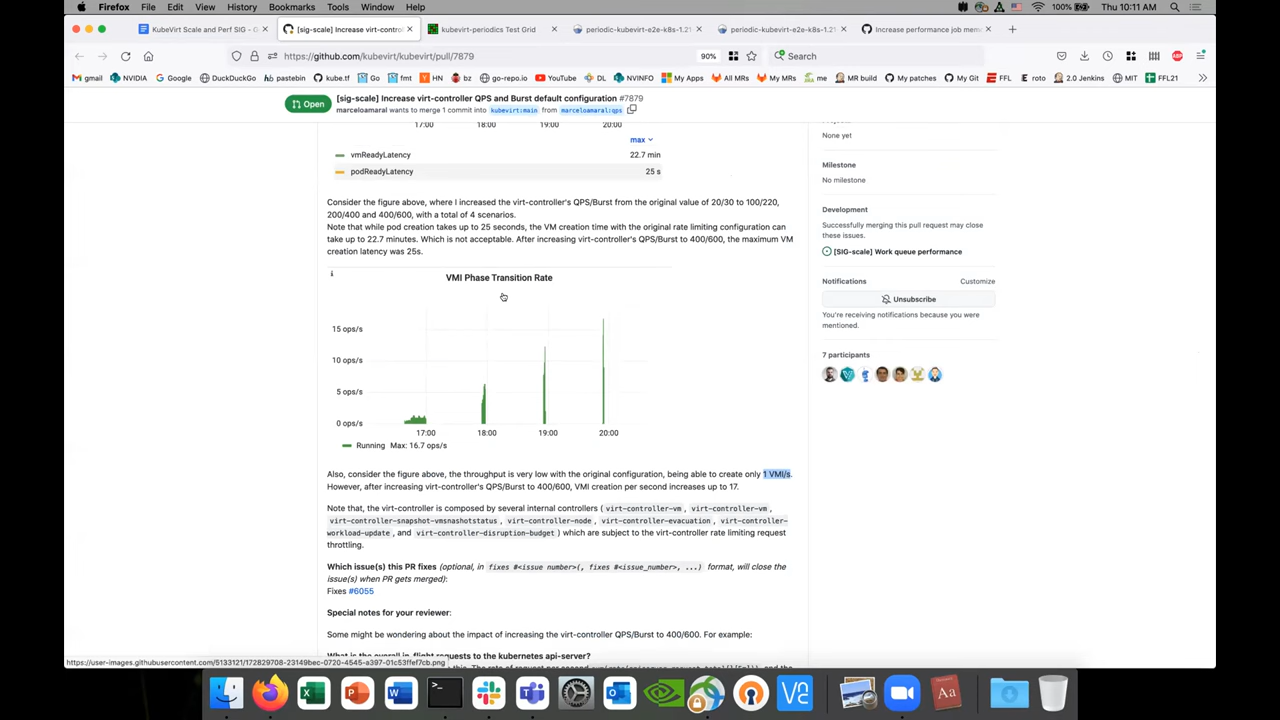 Firefox File Edit View History Bookmarks Tools Window Help
100% Tue 10:11 AM
KubeVirt Scale and Perf SIG - G
[sig-scale] Increase virt-contro
kubevirt-periodics Test Grid
periodic-kubevirt-e2e-k8s-1.2
periodic-kubevirt-e2e-k8s-1.21
Increase performance job mem
https://github.com/kubevirt/kubevirt/pull/7879
90%
Search
gmail NVIDIA Google DuckDuckGo pastebin kube.tf Go fmt HN bz go-repo.io YouTube DL NVINFO My Apps All MRs My MRs me MR build My patches My Git FFL eroto 2.0 Jenkins MIT FFL21
Open
[sig-scale] Increase virt-controller QPS and Burst default configuration #7879
marceloamaral wants to merge 1 commit into kubevirt:main from marceloamaral:qps
17:00 18:00 19:00 20:00
max
vmReadyLatency 22.7 min
podReadyLatency 25 s
Consider the figure above, where I increased the virt-controller's QPS/Burst from the original value of 20/30 to 100/220,
200/400 and 400/600, with a total of 4 scenarios.
Note that while pod creation takes up to 25 seconds, the VM creation time with the original rate limiting configuration can
take up to 22.7 minutes. Which is not acceptable. After increasing virt-controller's QPS/Burst to 400/600, the maximum VM
creation latency was 25s.
i
VMI Phase Transition Rate
15 ops/s
10 ops/s
5 ops/s
0 ops/s
17:00 18:00 19:00 20:00
Running Max: 16.7 ops/s
Also, consider the figure above, the throughput is very low with the original configuration, being able to create only 1 VMI/s.
However, after increasing virt-controller's QPS/Burst to 400/600, VMI creation per second increases up to 17.
Note that, the virt-controller is composed by several internal controllers ( virt-controller-vm , virt-controller-vm ,
virt-controller-snapshot-vmsnashotstatus , virt-controller-node , virt-controller-evacuation , virt-controller-
workload-update , and virt-controller-disruption-budget ) which are subject to the virt-controller rate limiting request
throttling.
Which issue(s) this PR fixes (optional, in fixes #<issue number>(, fixes #<issue_number>, ...) format, will close the
issue(s) when PR gets merged):
Fixes #6055
Special notes for your reviewer:
Some might be wondering about the impact of increasing the virt-controller QPS/Burst to 400/600. For example:
What is the overall in-flight requests to the kubernetes api-server?
None yet
Milestone
No milestone
Development
Successfully merging this pull request may close
these issues.
[SIG-scale] Work queue performance
Notifications Customize
Unsubscribe
You're receiving notifications because you were
mentioned.
7 participants
https://user-images.githubusercontent.com/5133121/172829708-23149bec-0720-4545-a397-01c53ffef7cb.png